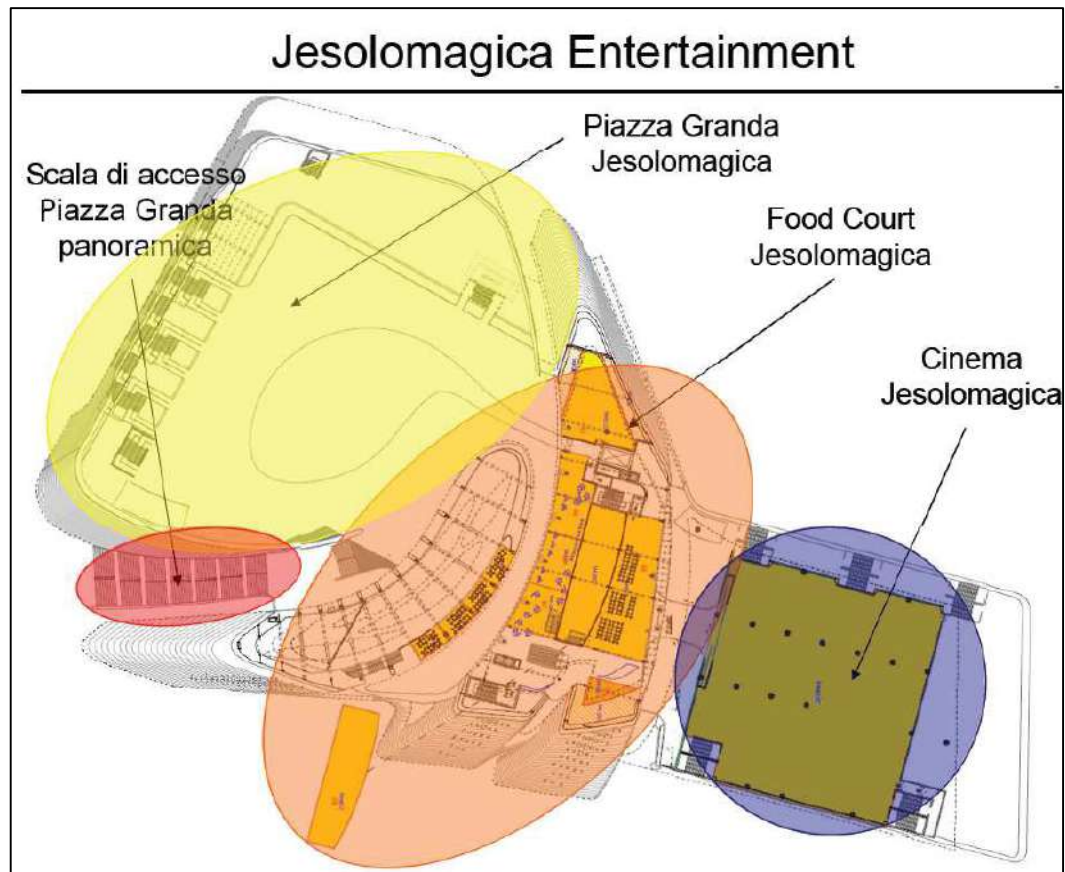 Jesolomagica Entertainment
Piazza Granda
Jesolomagica
Scala di accesso
Piazza Granda
panoramica
Food Court
Jesolomagica
Cinema
Jesolomagica